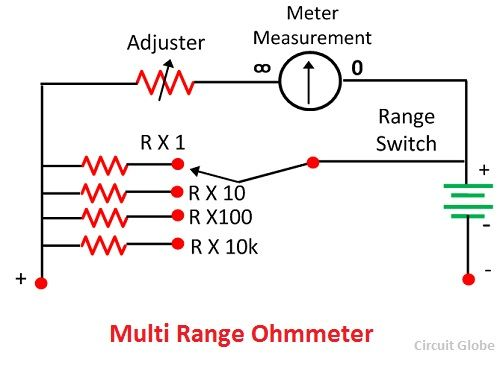 Meter
Measurement
Adjuster
∞
0
Range
Switch
R X 1
R X 10
R X100
R X 10k
+
-
+
-
Multi Range Ohmmeter
Circuit Globe